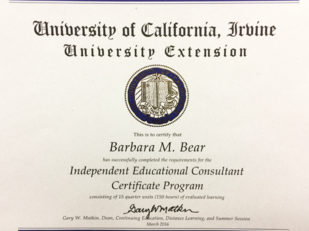 University of California, Irvine
University Extension
This is to certify that
Barbara M. Bear
has successfully completed the requirements for the
Independent Educational Consultant
Certificate Program
consisting of 15 quarter units (150 hours) of evaluated learning
Gary W Matkin
Gary W. Matkin, Dean, Continuing Education, Distance Learning, and Summer Session
March 2016